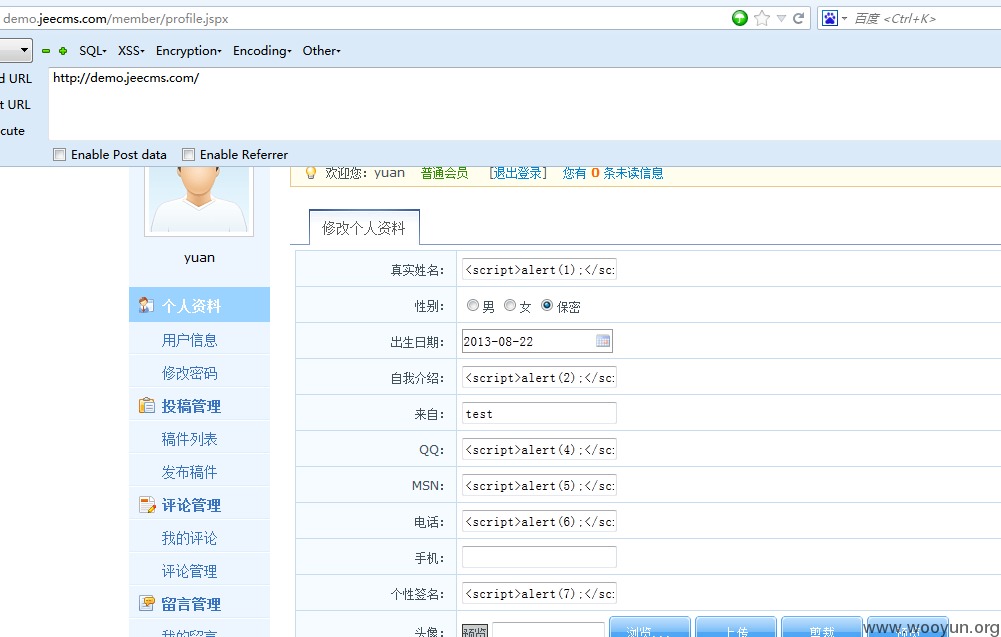 demo.jeecms.com/member/profile.jspx
百度 <Ctrl+K>
SQL- XSS- Encryption- Encoding- Other-
d URL
http://demo.jeecms.com/
t URL
cute
Enable Post data Enable Referrer
欢迎您: yuan 普通会员 [退出登录] 您有 0 条未读信息
修改个人资料
yuan
个人资料
用户信息
修改密码
投稿管理
稿件列表
发布稿件
评论管理
我的评论
评论管理
留言管理
我的留言
真实姓名: <script>alert(1);</sc
性别: 男 女 保密
出生日期: 2013-08-22
自我介绍: <script>alert(2);</sc
来自: test
QQ: <script>alert(4);</sc
MSN: <script>alert(5);</sc
电话: <script>alert(6);</sc
手机:
个性签名: <script>alert(7);</sc
头像: 预览 浏览... 上传 剪裁
www.wooyun.org